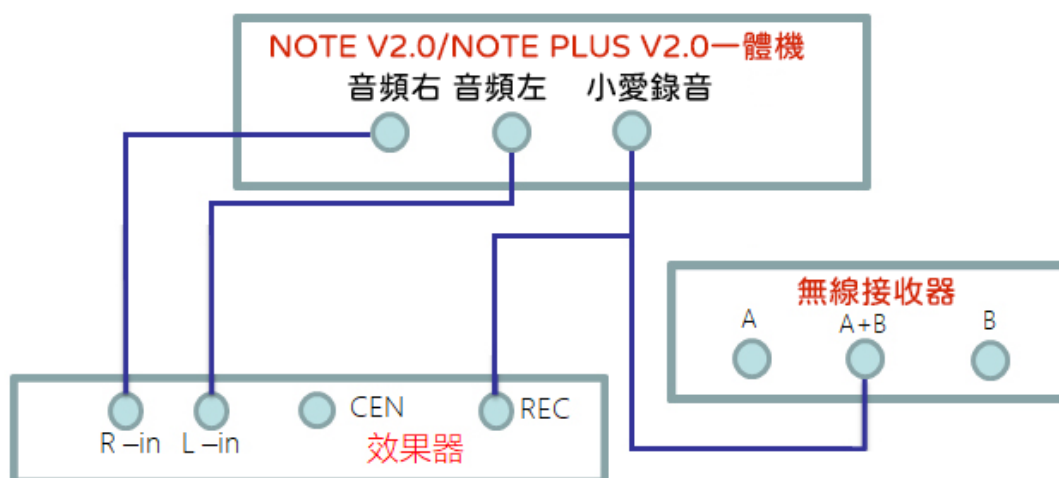 NOTE V2.0/NOTE PLUS V2.0一體機
音頻右 音頻左 小愛錄音
無線接收器
A A+B B
CEN REC
R –in L –in 效果器